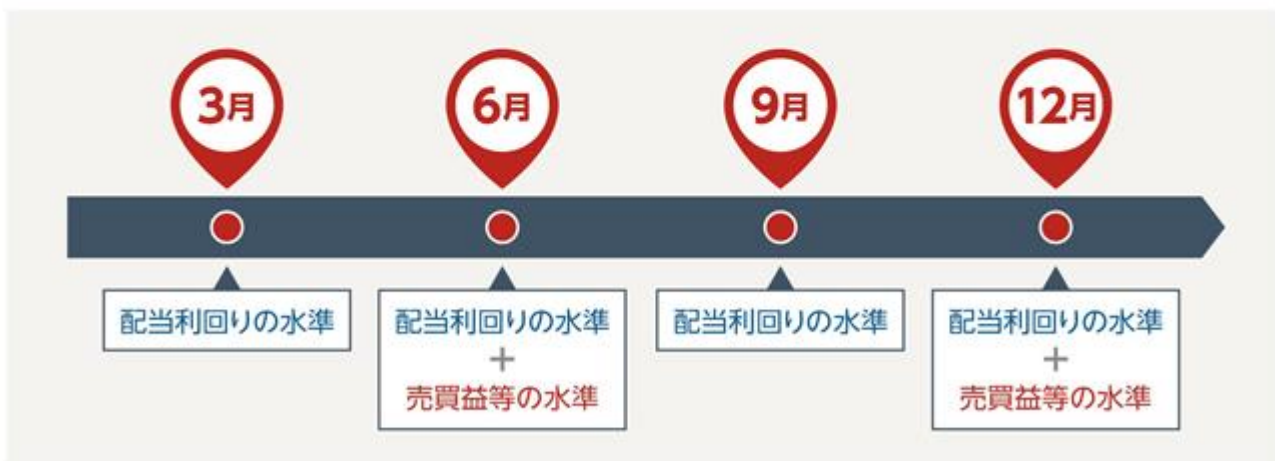 3月
6月
9月
12月
配当利回りの水準
配当利回りの水準
+
売買益等の水準
配当利回りの水準
配当利回りの水準
+
売買益等の水準